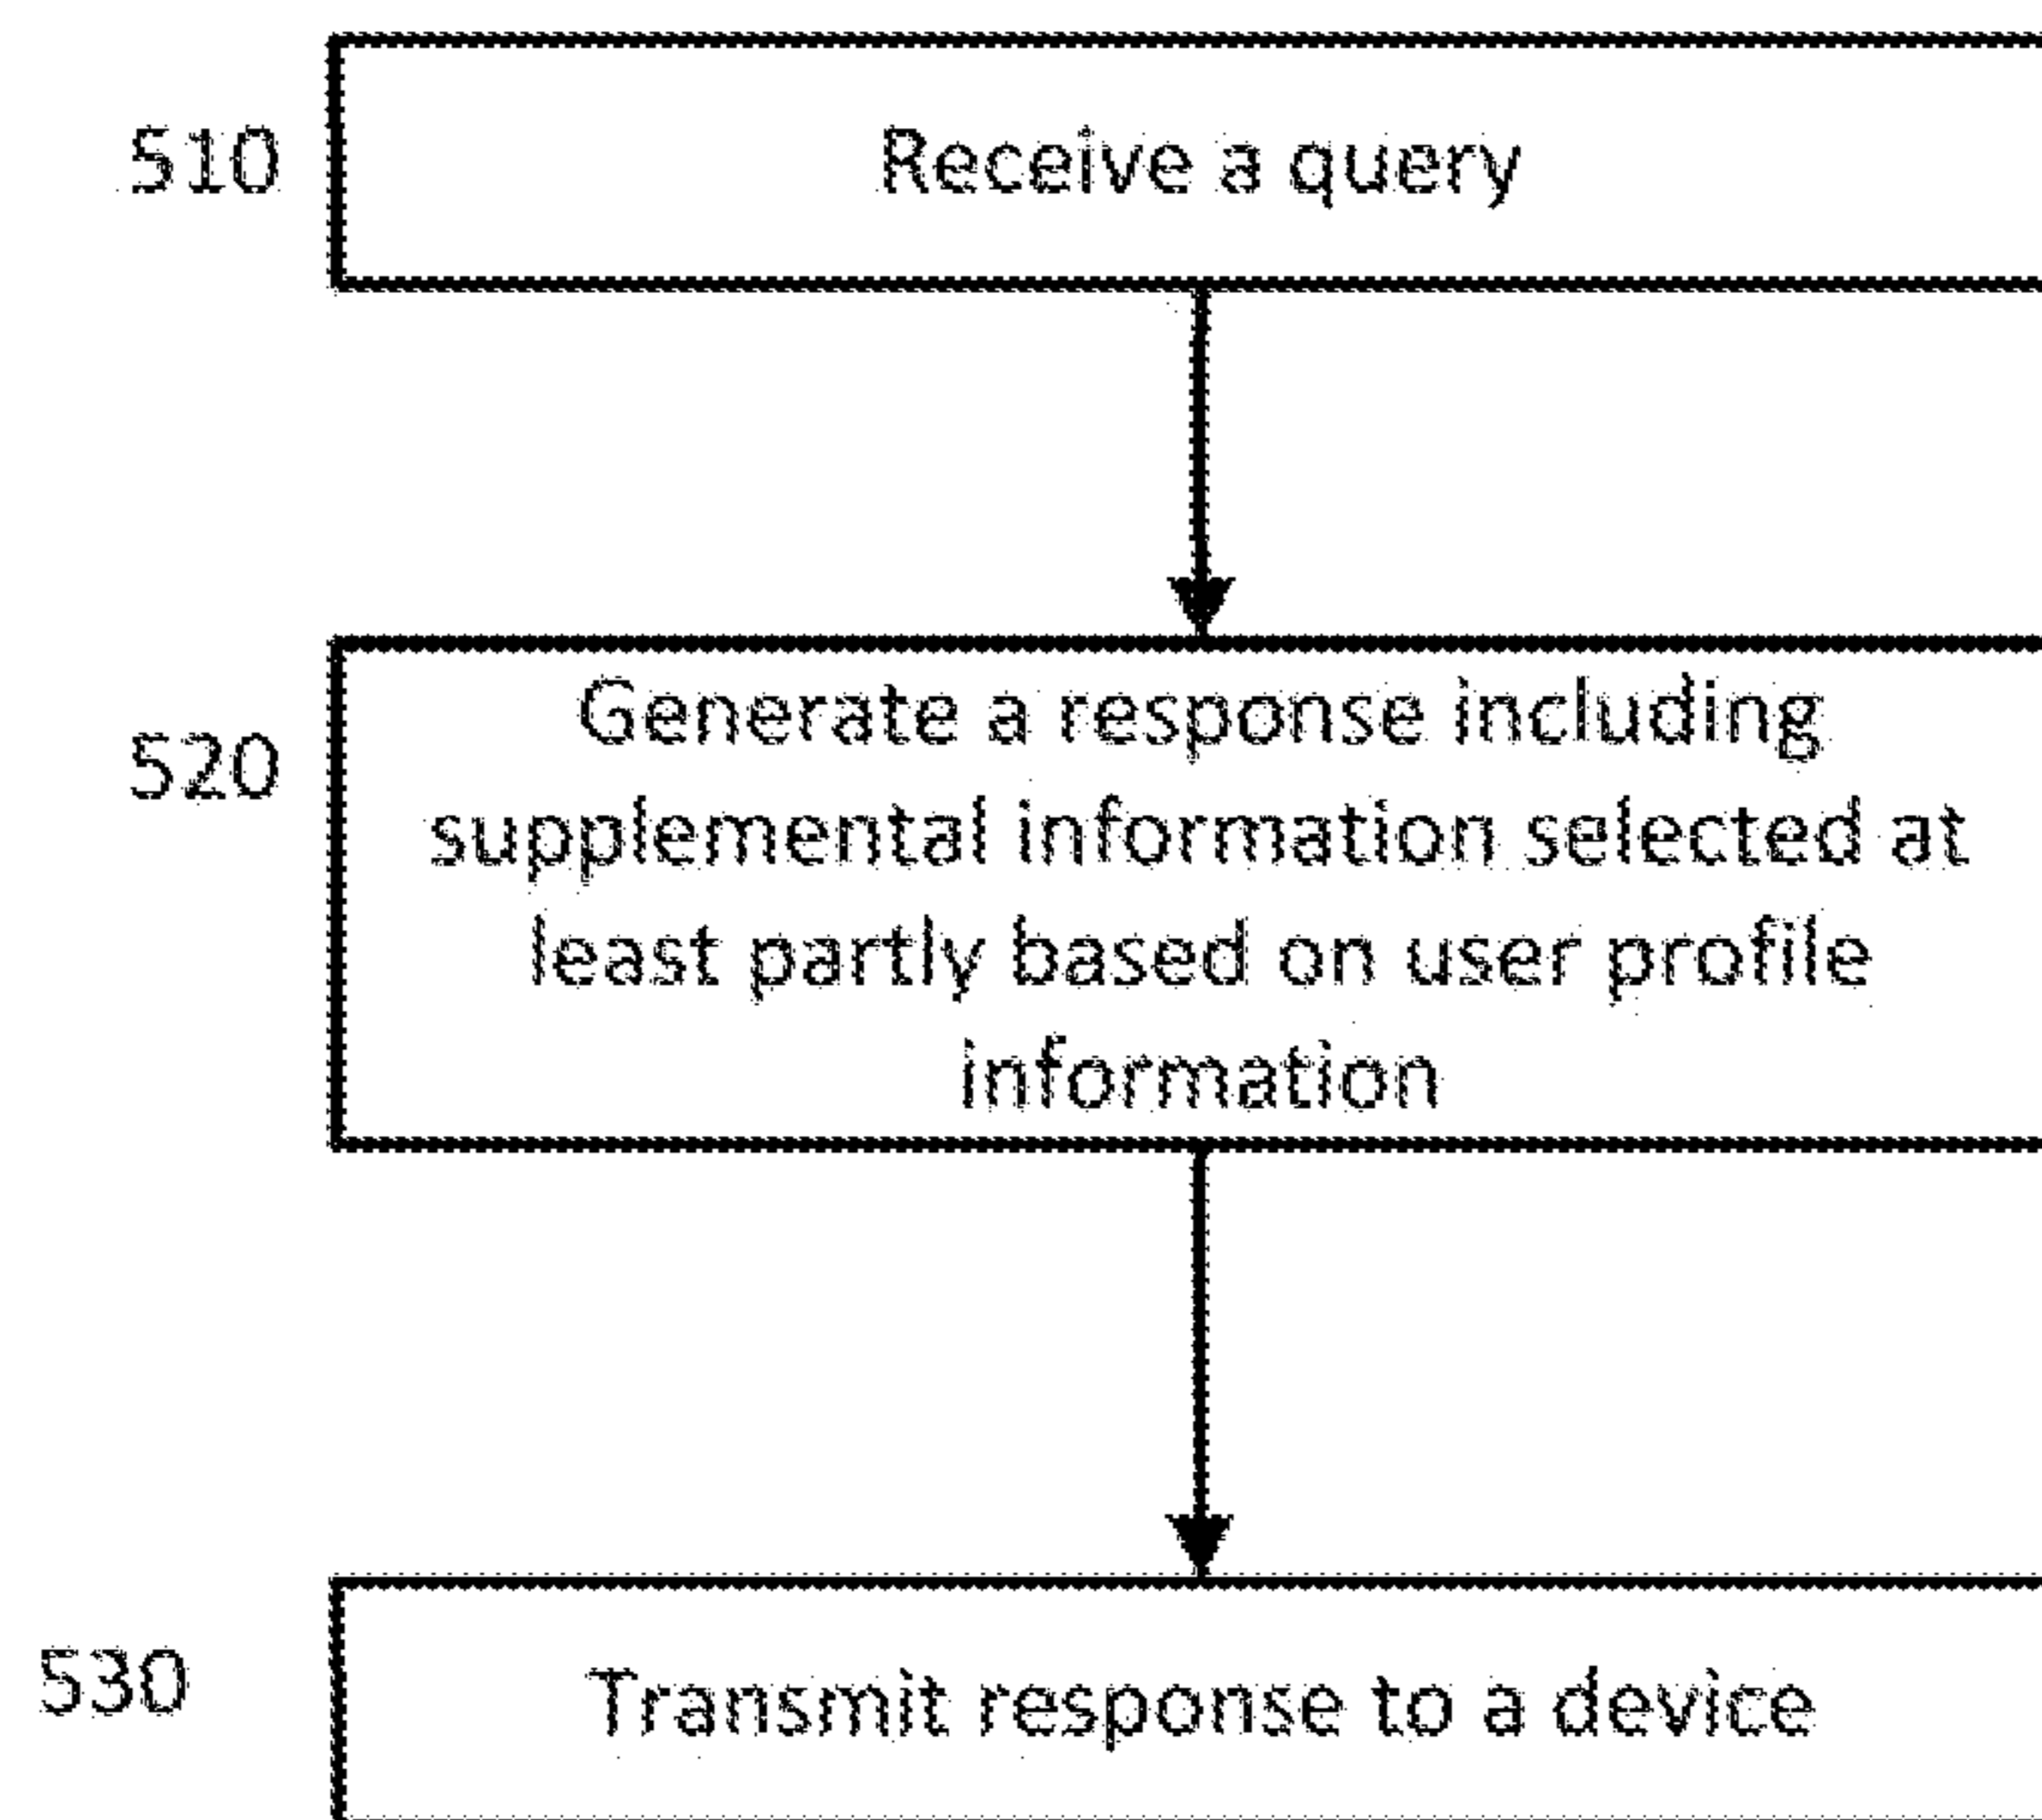 510
Receive a query
520
Generate a response including
supplemental information selected at
least partly based on user profile
information
530
Transmit response to a device